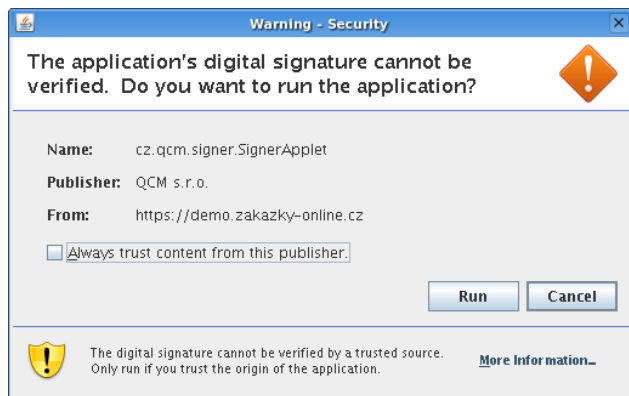 Warning - Security
The application's digital signature cannot be
verified. Do you want to run the application?
Name: cz.qcm.signer.SignerApplet
Publisher: QCM s.r.o.
From: https://demo.zakazky-online.cz
Always trust content from this publisher.
Run Cancel
The digital signature cannot be verified by a trusted source.
Only run if you trust the origin of the application.
More Information...